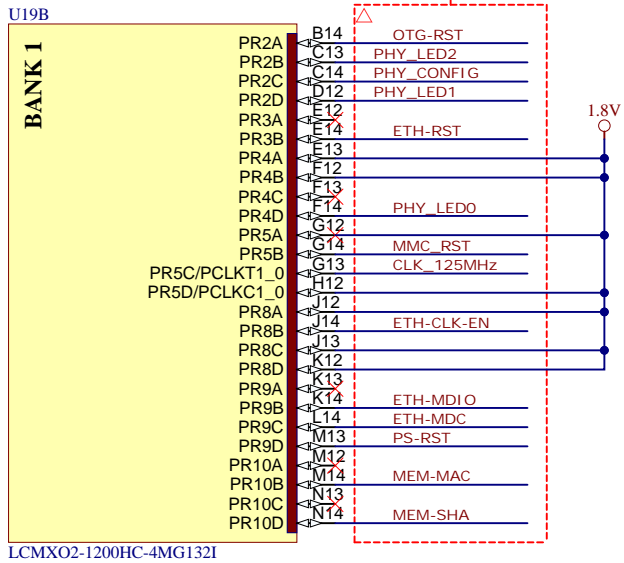 U19B
BANK 1
PR2A B14 OTG-RST
PR2B C13 PHY_LED2
PR2C C14 PHY_CONFIG
PR2D D12 PHY_LED1
PR3A E12
PR3B E14 ETH-RST
1.8V
PR4A E13
PR4B F12
PR4C F13
PR4D F14 PHY_LED0
PR5A G12
PR5B G14 MMC_RST
PR5C/PCLKT1_0 G13 CLK_125MHz
PR5D/PCLKC1_0 H12
PR8A J12
PR8B J14 ETH-CLK-EN
PR8C J13
PR8D K12
PR9A K13
PR9B K14 ETH-MDIO
PR9C L14 ETH-MDC
PR9D M13 PS-RST
PR10A M12
PR10B M14 MEM-MAC
PR10C N13
PR10D N14 MEM-SHA
LCMXO2-1200HC-4MG132I